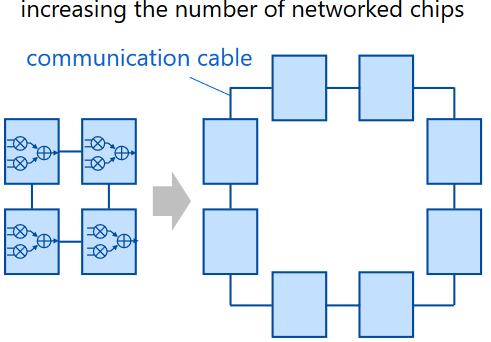 increasing the number of networked chips
communication cable